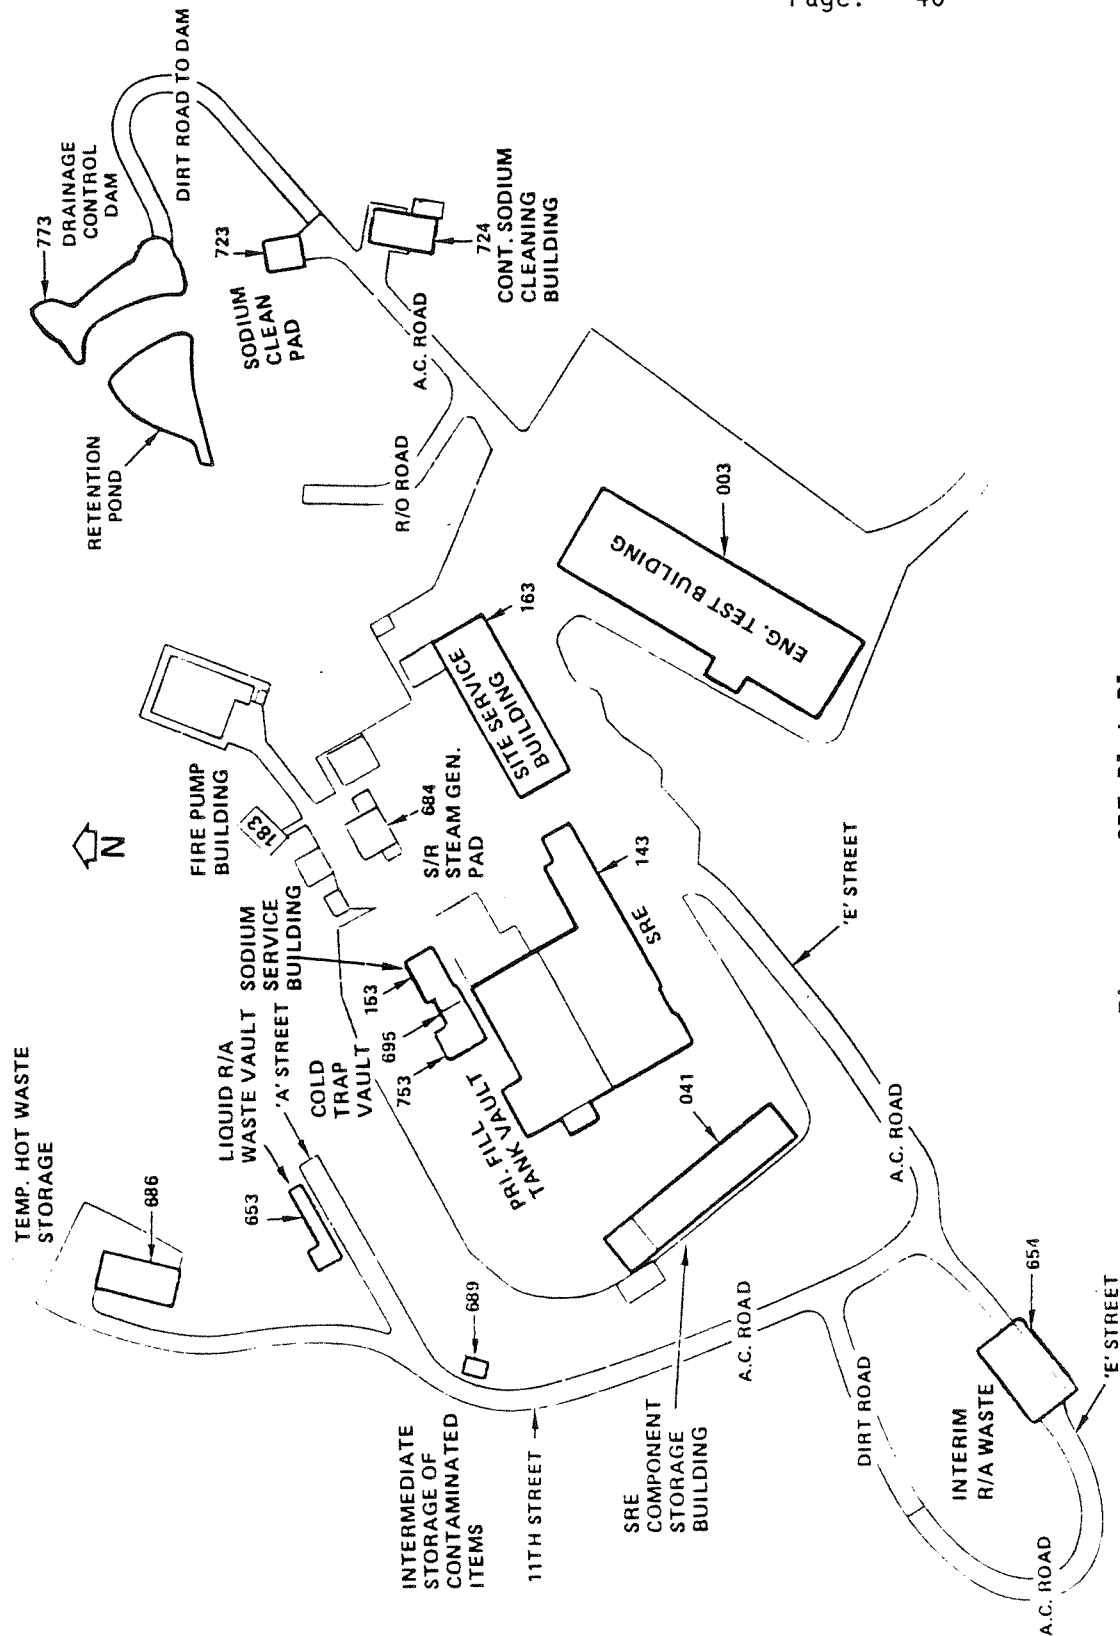 Page: 40
773
DRAINAGE
CONTROL
DAM
DIRT ROAD TO DAM
RETENTION
POND
723
SODIUM
CLEAN
PAD
724
CONT. SODIUM
CLEANING
BUILDING
A.C. ROAD
R/O ROAD
003
ENG. TEST BUILDING
163
SITE SERVICE
BUILDING
FIRE PUMP
BUILDING
183
N
684
S/R
STEAM GEN.
PAD
143
SRE
'E' STREET
SODIUM
SERVICE
BUILDING
153
695
753
COLD
TRAP
VAULT
PRI. FILL
TANK VAULT
LIQUID R/A
WASTE VAULT
'A' STREET
653
TEMP. HOT WASTE
STORAGE
686
689
INTERMEDIATE
STORAGE OF
CONTAMINATED
ITEMS
11TH STREET
041
SRE
COMPONENT
STORAGE
BUILDING
A.C. ROAD
A.C. ROAD
DIRT ROAD
654
INTERIM
R/A WASTE
'E' STREET
A.C. ROAD